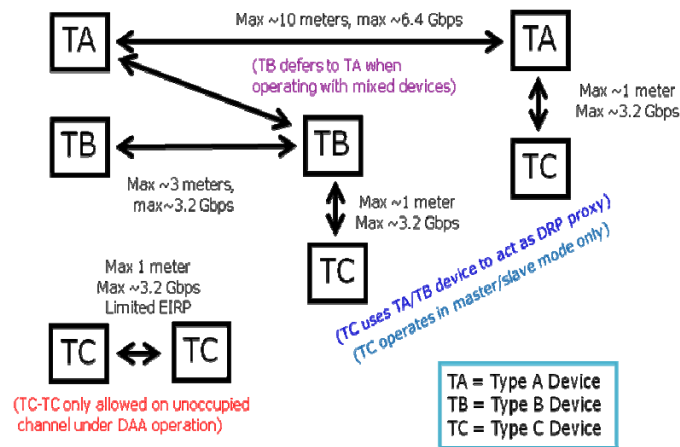 Max ~10 meters, max ~6.4 Gbps
TA
TA
(TB defers to TA when
operating with mixed devices)
Max ~1 meter
Max ~3.2 Gbps
TB
TB
TC
Max ~3 meters,
max~3.2 Gbps
Max ~1 meter
Max ~3.2 Gbps
TC
(TC uses TA/TB device to act as DRP proxy)
(TC operates in master/slave mode only)
Max 1 meter
Max ~3.2 Gbps
Limited EIRP
TC
TC
(TC-TC only allowed on unoccupied
channel under DAA operation)
TA = Type A Device
TB = Type B Device
TC = Type C Device